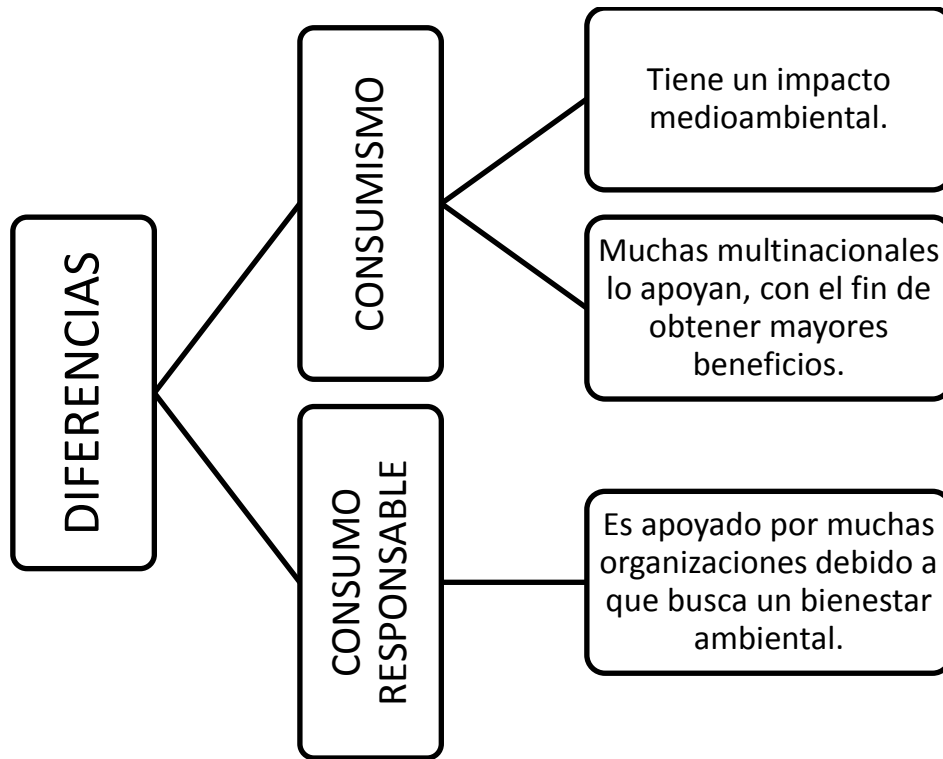 DIFERENCIAS
CONSUMISMO
Tiene un impacto
medioambiental.
Muchas multinacionales
lo apoyan, con el fin de
obtener mayores
beneficios.
CONSUMO
RESPONSABLE
Es apoyado por muchas
organizaciones debido a
que busca un bienestar
ambiental.